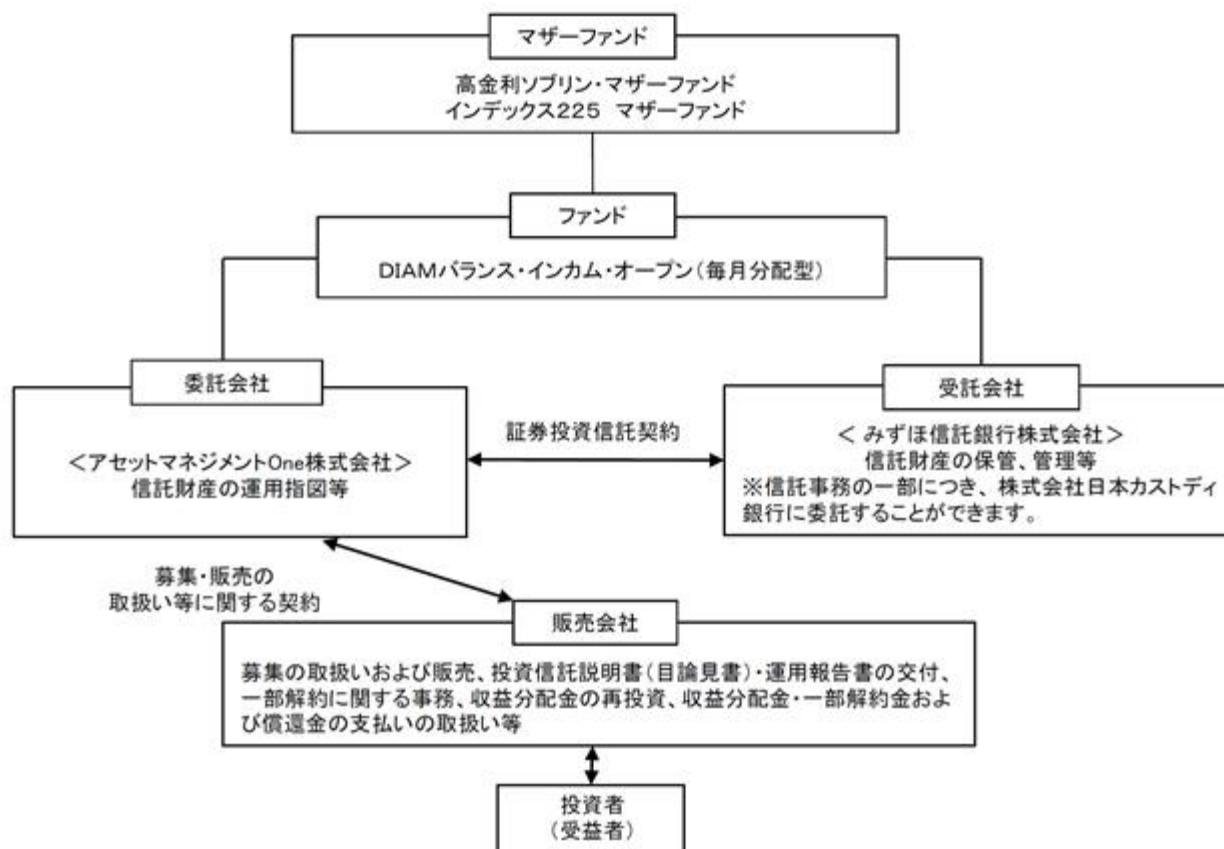 マザーファンド
高金利ソブリン・マザーファンド
インデックス225 マザーファンド
ファンド
DIAMバランス・インカム・オープン(毎月分配型)
委託会社
<アセットマネジメントOne株式会社>
信託財産の運用指図等
証券投資信託契約
受託会社
< みずほ信託銀行株式会社>
信託財産の保管、管理等
※信託事務の一部につき、株式会社日本カストディ
銀行に委託することができます。
募集・販売の
取扱い等に関する契約
販売会社
募集の取扱いおよび販売、投資信託説明書(目論見書)・運用報告書の交付、
一部解約に関する事務、収益分配金の再投資、収益分配金・一部解約金およ
び償還金の支払いの取扱い等
投資者
(受益者)